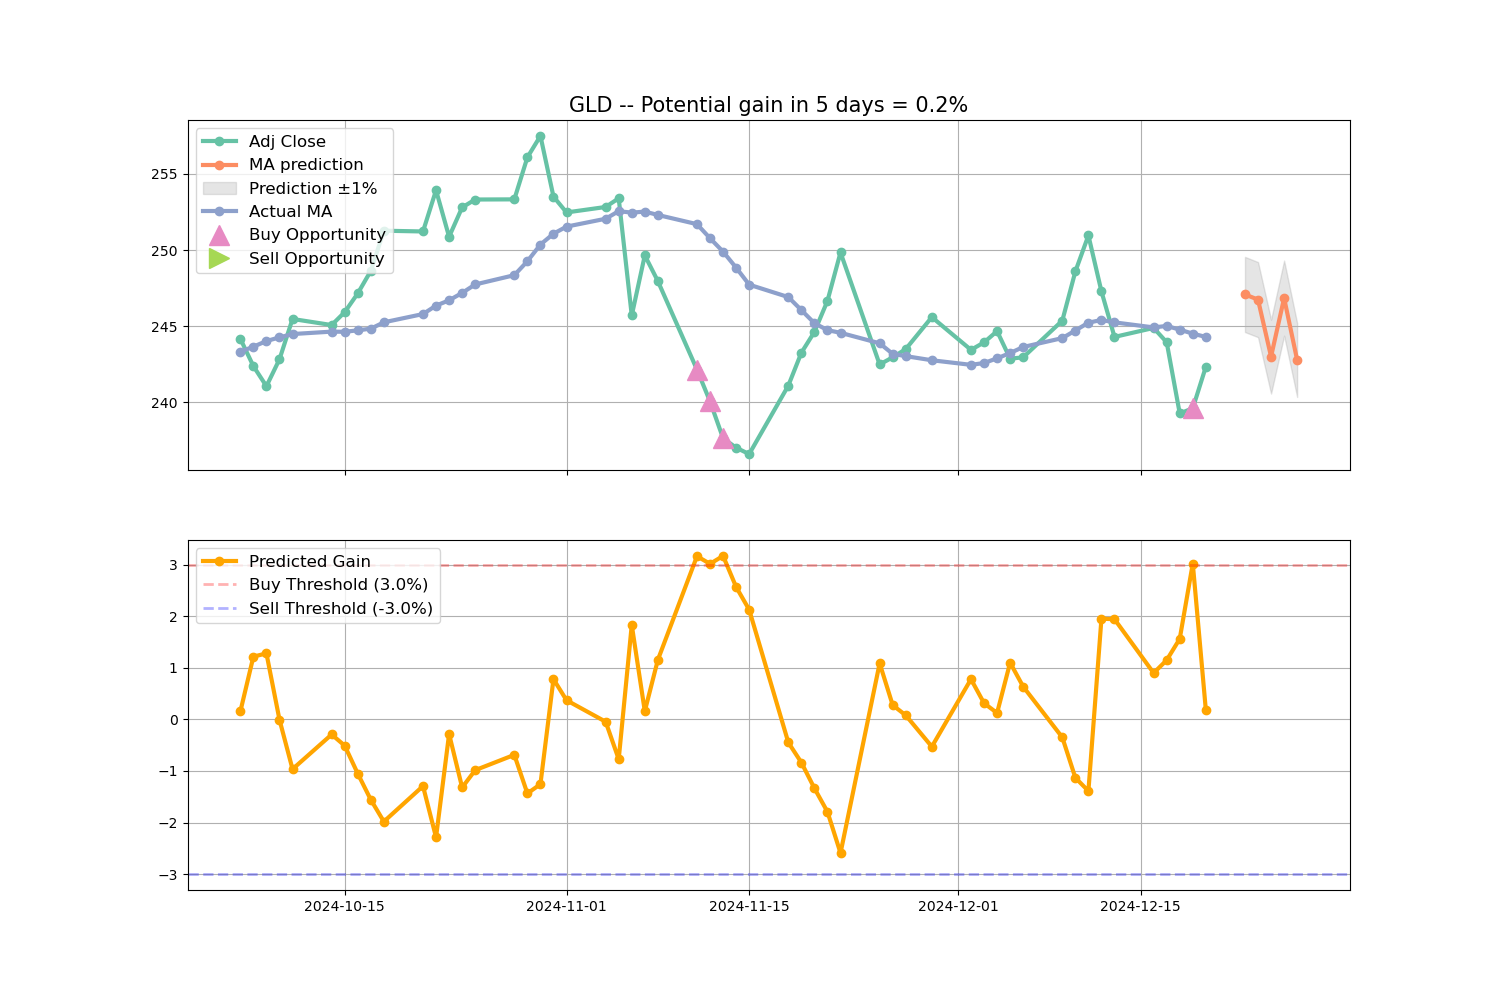 GLD -- Potential gain in 5 days = 0.2%
Adj Close
MA prediction
Prediction ±1%
Actual MA
Buy Opportunity
Sell Opportunity
255
250
245
240
Predicted Gain
Buy Threshold (3.0%)
Sell Threshold (-3.0%)
3
2
1
0
−1
−2
−3
2024-10-15
2024-11-01
2024-11-15
2024-12-01
2024-12-15